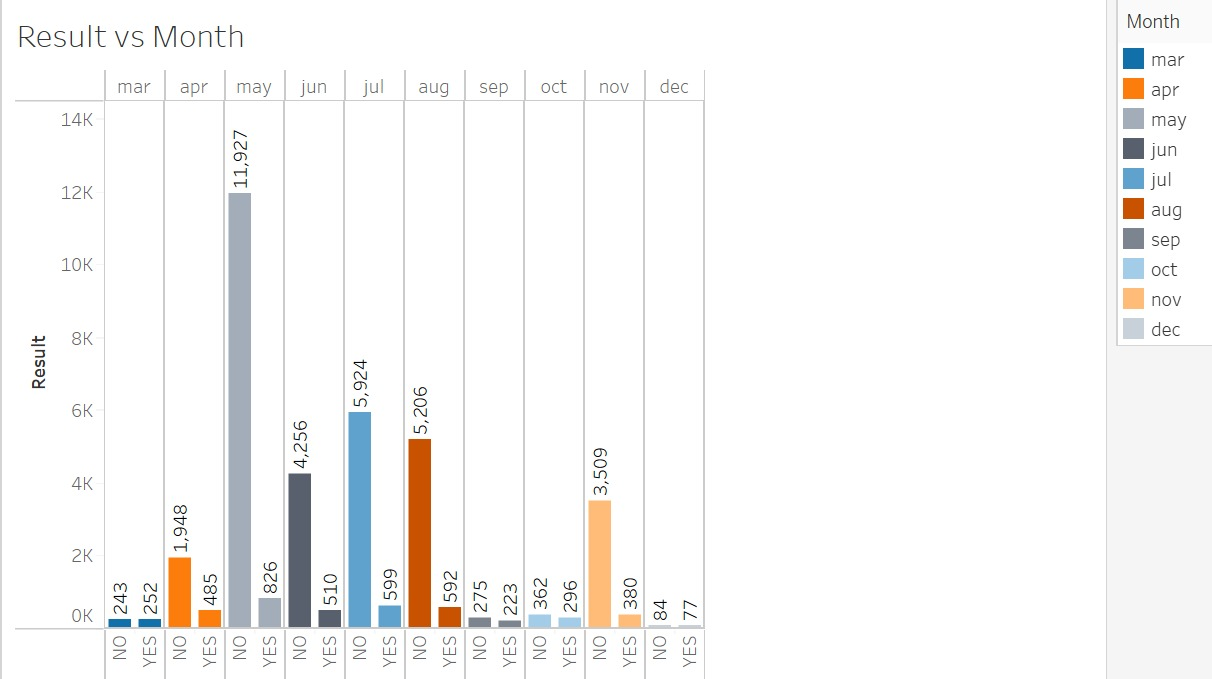 Result vs Month
Month
mar apr may jun jul aug sep oct nov dec
mar
apr
may
jun
jul
aug
sep
oct
nov
dec
14K
12K
10K
8K
6K
4K
2K
0K
Result
243
252
1,948
485
11,927
826
4,256
510
5,924
599
5,206
592
275
223
362
296
3,509
380
84
77
NO YES NO YES NO YES NO YES NO YES NO YES NO YES NO YES NO YES NO YES